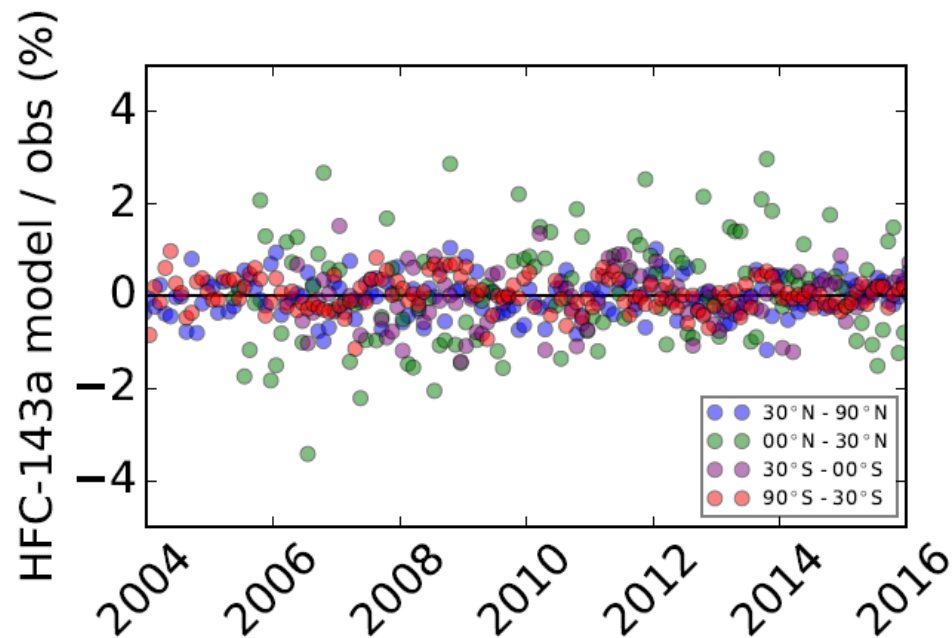 HFC-143a model / obs (%)
4
2
0
−2
−4
30°N - 90°N
00°N - 30°N
30°S - 00°S
90°S - 30°S
2004 2006 2008 2010 2012 2014 2016